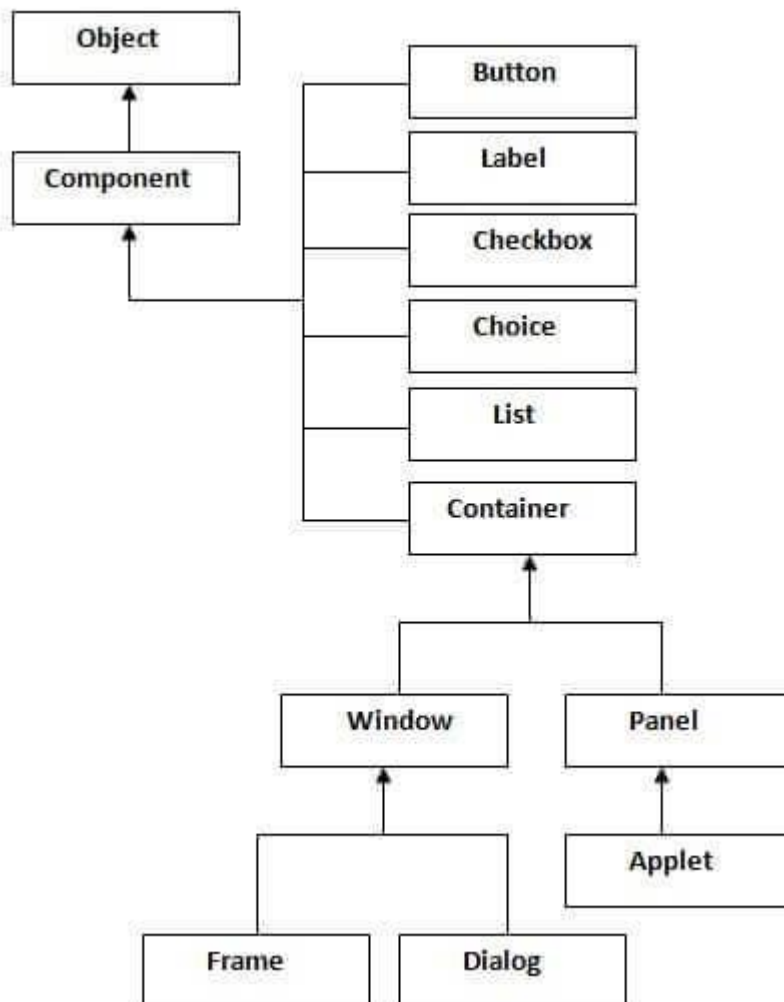 Object
Component
Button
Label
Checkbox
Choice
List
Container
Window
Panel
Applet
Frame
Dialog